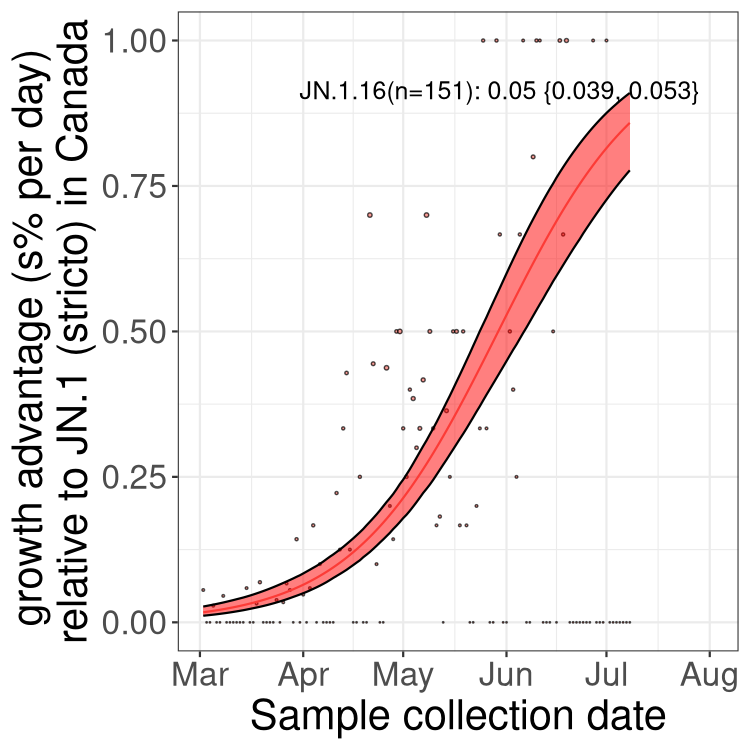 growth advantage (s% per day)
relative to JN.1 (stricto) in Canada
1.00
0.75
0.50
0.25
0.00
JN.1.16(n=151): 0.05 {0.039, 0.053}
Mar Apr May Jun Jul Aug
Sample collection date